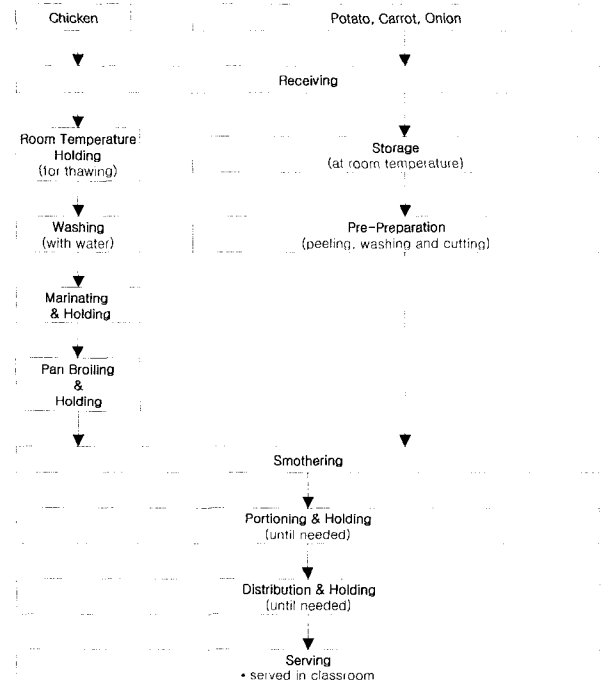 Chicken
Potato, Carrot, Onion
Receiving
Room Temperature
Holding
(for thawing)
Storage
(at room temperature)
Washing
(with water)
Pre-Preparation
(peeling, washing and cutting)
Marinating
& Holding
Pan Broiling
&
Holding
Smothering
Portioning & Holding
(until needed)
Distribution & Holding
(until needed)
Serving
• served in classroom